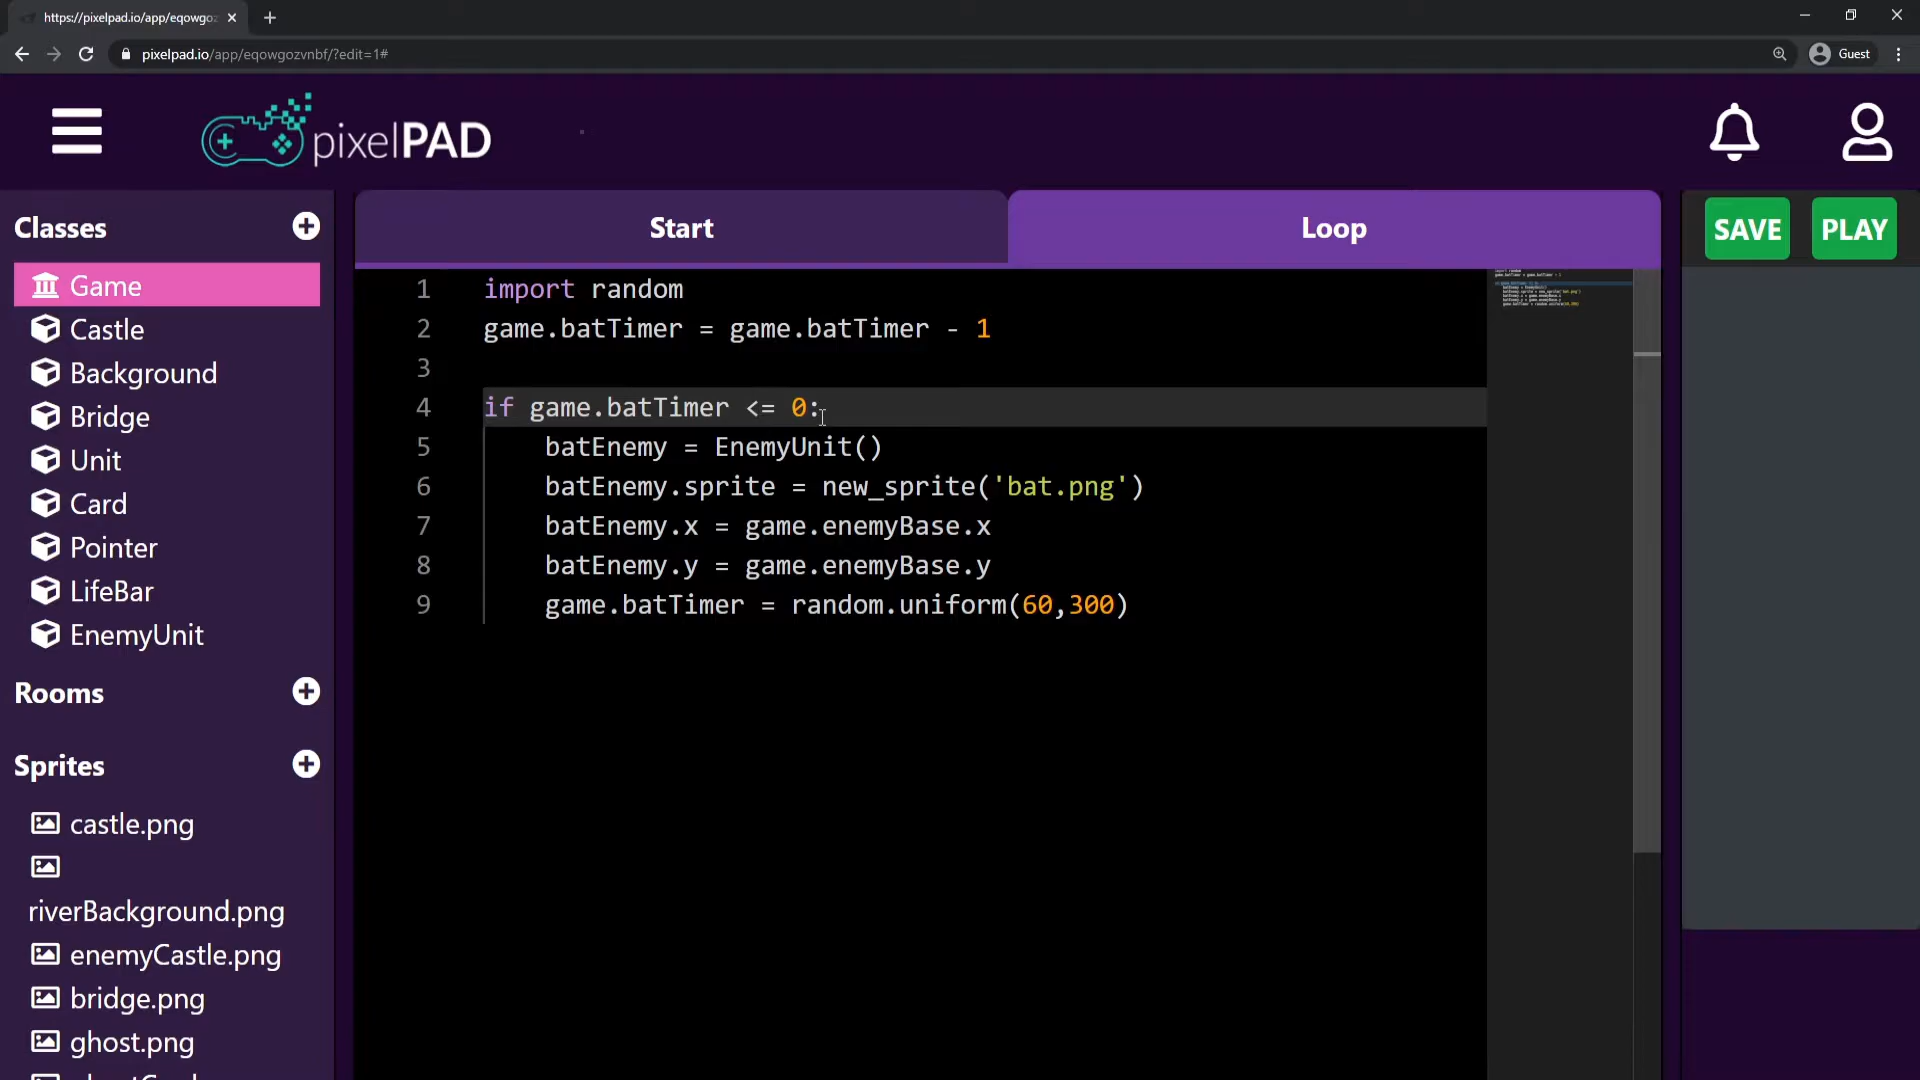 https://pixelpad.io/app/eqowgoz
pixelpad.io/app/eqowgozvnbf/?edit=1#
Guest
pixelPAD
Classes
Game
Castle
Background
Bridge
Unit
Card
Pointer
LifeBar
EnemyUnit
Rooms
Sprites
castle.png
riverBackground.png
enemyCastle.png
bridge.png
ghost.png
Start
Loop
SAVE
PLAY
1 import random
2 game.batTimer = game.batTimer - 1
3
4 if game.batTimer <= 0:
5 batEnemy = EnemyUnit()
6 batEnemy.sprite = new_sprite('bat.png')
7 batEnemy.x = game.enemyBase.x
8 batEnemy.y = game.enemyBase.y
9 game.batTimer = random.uniform(60,300)